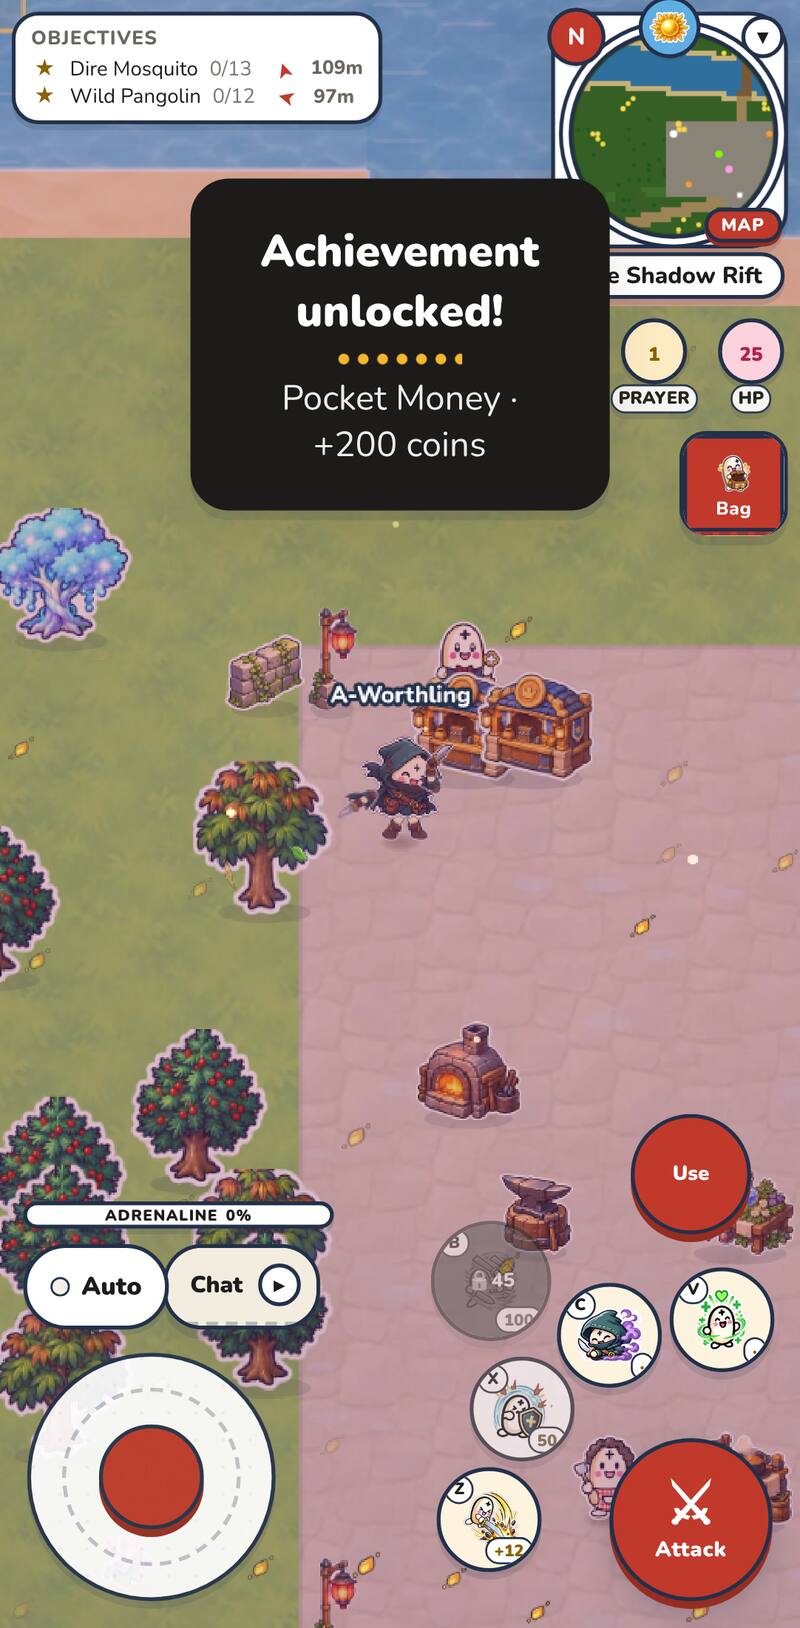 OBJECTIVES
★ Dire Mosquito 0/13 109m
★ Wild Pangolin 0/12 97m
N
▼
MAP
Shadow Rift
Achievement
unlocked!
Pocket Money ·
+200 coins
1
PRAYER
25
HP
Bag
A-Worthling
Use
ADRENALINE 0%
Auto
Chat ▶
B
45
100
C
V
X
50
Z
+12
Attack